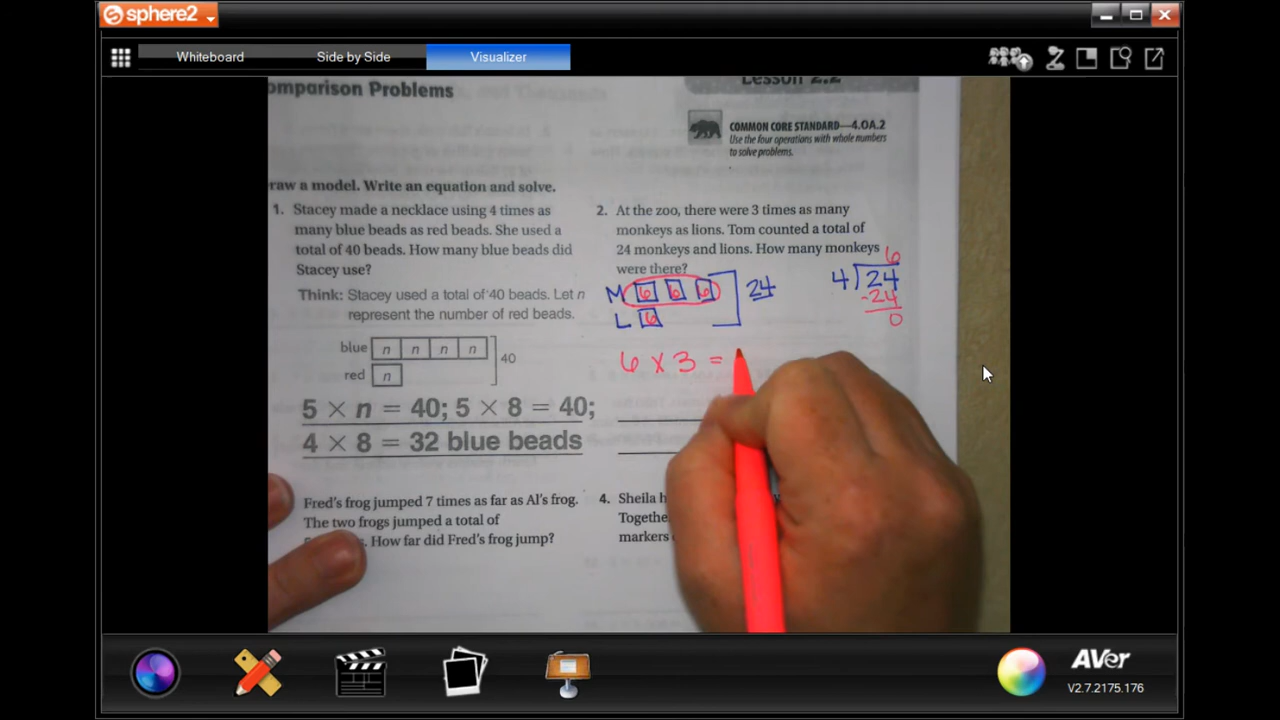 sphere2
Whiteboard
Side by Side
Visualizer
omparison Problems
Lesson 2.2
COMMON CORE STANDARD—4.OA.2
Use the four operations with whole numbers
to solve problems.
raw a model. Write an equation and solve.
1. Stacey made a necklace using 4 times as
many blue beads as red beads. She used a
total of 40 beads. How many blue beads did
Stacey use?
Think: Stacey used a total of 40 beads. Let n
represent the number of red beads.
blue n n n n
40
red n
5 × n = 40; 5 × 8 = 40;
4 × 8 = 32 blue beads
2. At the zoo, there were 3 times as many
monkeys as lions. Tom counted a total of
24 monkeys and lions. How many monkeys
were there?
M 6 6 6
24
L 6
6
4 24
-24
0
6 × 3 =
Fred's frog jumped 7 times as far as Al's frog.
The two frogs jumped a total of
How far did Fred's frog jump?
4. Sheila
markers
AVer
V2.7.2175.176